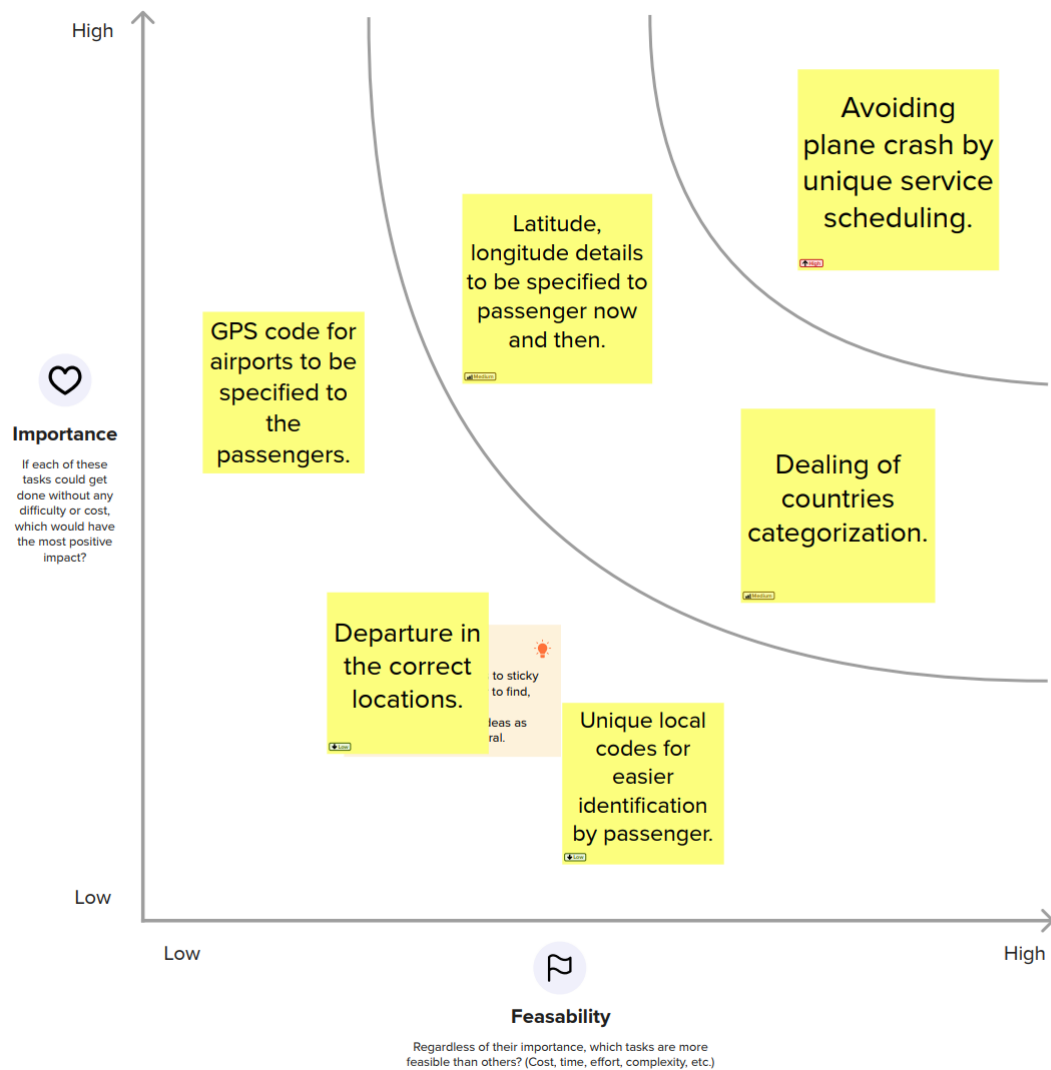 High
Avoiding
plane crash by
unique service
scheduling.
High
Latitude,
longitude details
to be specified to
passenger now
and then.
Medium
GPS code for
airports to be
specified to
the
passengers.
Importance
If each of these
tasks could get
done without any
difficulty or cost,
which would have
the most positive
impact?
Dealing of
countries
categorization.
Medium
Departure in
the correct
locations.
Low
to sticky
to find,
deas as
ral.
Unique local
codes for
easier
identification
by passenger.
Low
Low
Low
High
Feasability
Regardless of their importance, which tasks are more
feasible than others? (Cost, time, effort, complexity, etc.)